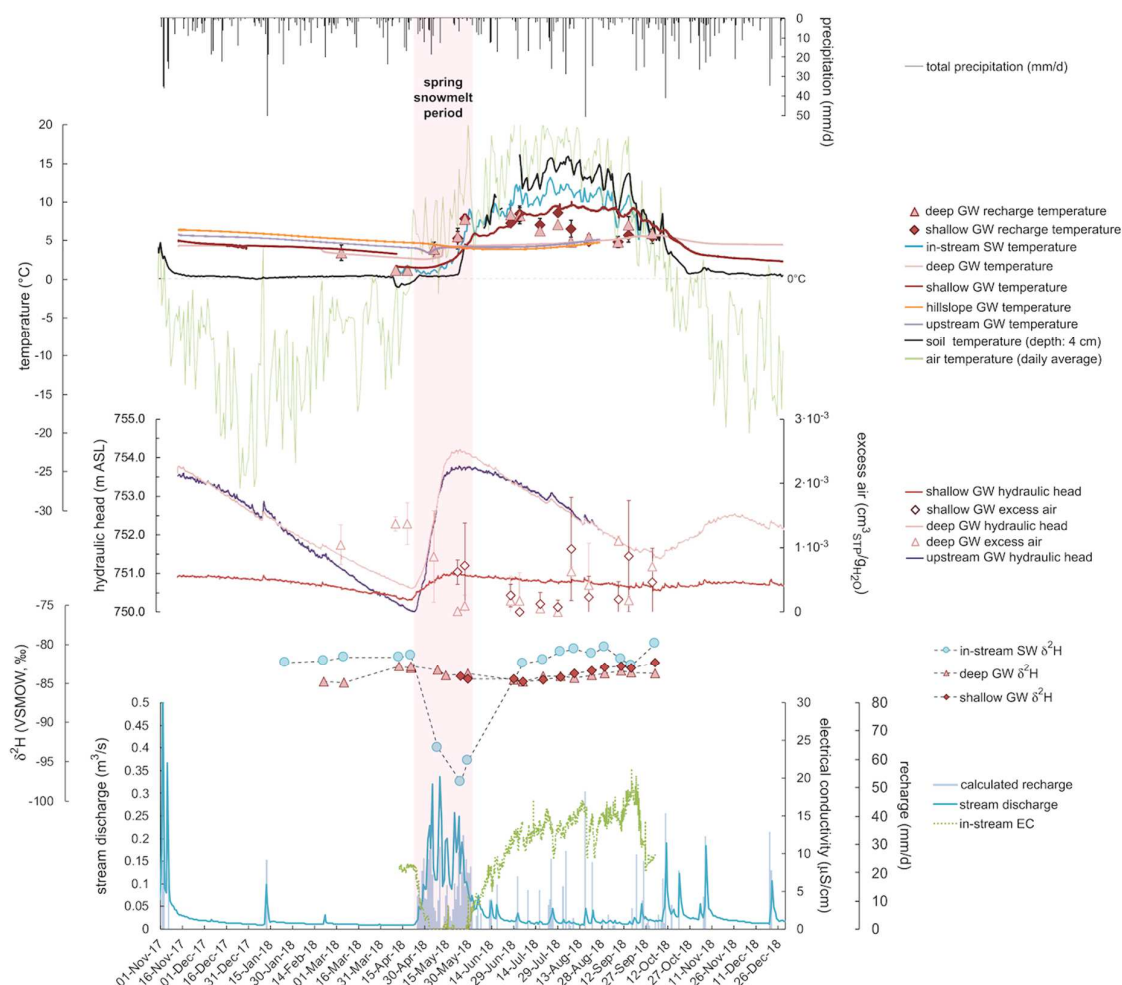 0
10
20
30
40
50
precipitation (mm/d)
total precipitation (mm/d)
spring
snowmelt
period
20
15
10
5
0
-5
-10
-15
-20
-25
-30
temperature (°C)
0°C
deep GW recharge temperature
shallow GW recharge temperature
in-stream SW temperature
deep GW temperature
shallow GW temperature
hillslope GW temperature
upstream GW temperature
soil temperature (depth: 4 cm)
air temperature (daily average)
755.0
754.0
753.0
752.0
751.0
750.0
hydraulic head (m ASL)
3·10⁻³
2·10⁻³
1·10⁻³
0
excess air (cm³STP/gH2O)
shallow GW hydraulic head
shallow GW excess air
deep GW hydraulic head
deep GW excess air
upstream GW hydraulic head
-75
-80
-85
-90
-95
-100
δ²H (VSMOW, ‰)
in-stream SW δ²H
deep GW δ²H
shallow GW δ²H
0.5
0.45
0.4
0.35
0.3
0.25
0.2
0.15
0.1
0.05
0
stream discharge (m³/s)
30
25
20
15
10
5
0
electrical conductivity (µS/cm)
80
70
60
50
40
30
20
10
0
recharge (mm/d)
calculated recharge
stream discharge
in-stream EC
01-Nov-17
16-Nov-17
01-Dec-17
16-Dec-17
31-Dec-17
15-Jan-18
30-Jan-18
14-Feb-18
01-Mar-18
16-Mar-18
31-Mar-18
15-Apr-18
30-Apr-18
15-May-18
30-May-18
14-Jun-18
29-Jun-18
14-Jul-18
29-Jul-18
13-Aug-18
28-Aug-18
12-Sep-18
27-Sep-18
12-Oct-18
27-Oct-18
11-Nov-18
26-Nov-18
11-Dec-18
26-Dec-18